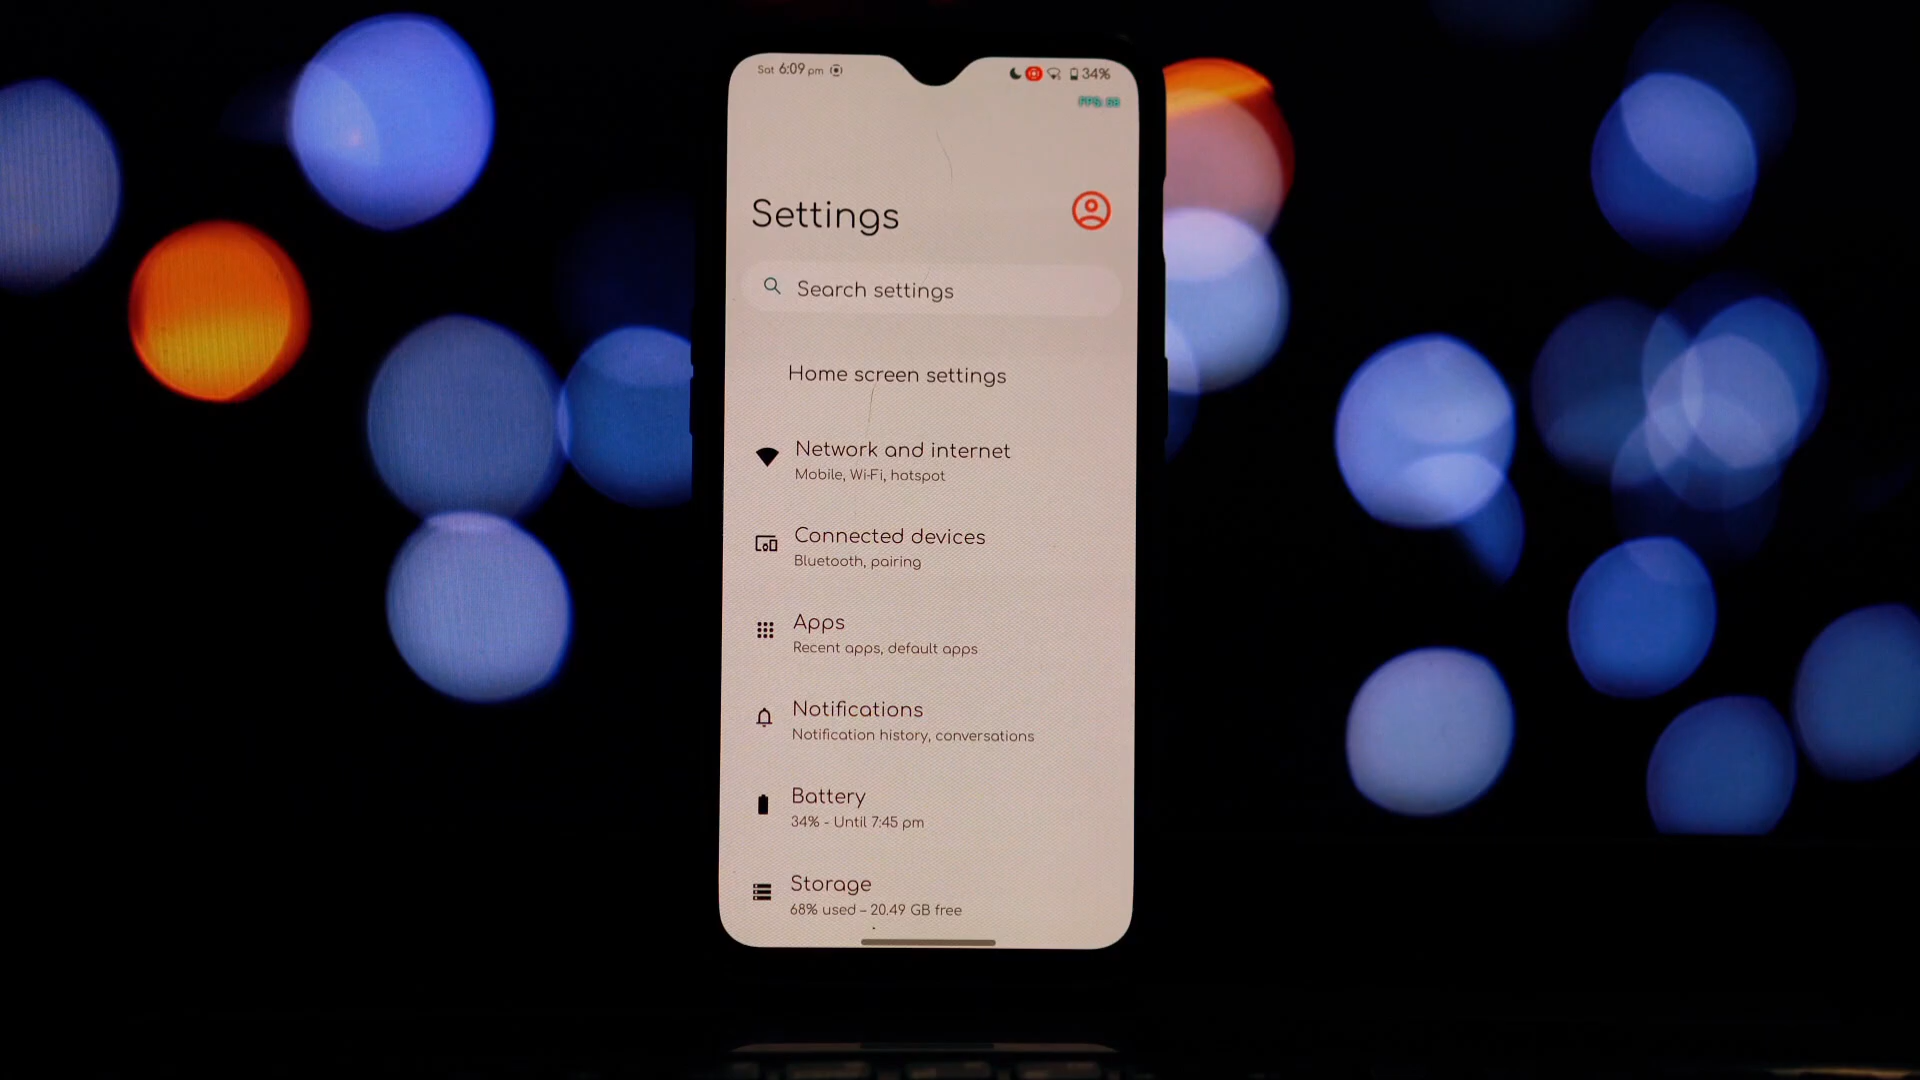 Sat 6:09 pm
34%
FPS: 58
Settings
Search settings
Home screen settings
Network and internet
Mobile, Wi-Fi, hotspot
Connected devices
Bluetooth, pairing
Apps
Recent apps, default apps
Notifications
Notification history, conversations
Battery
34% - Until 7:45 pm
Storage
68% used – 20.49 GB free